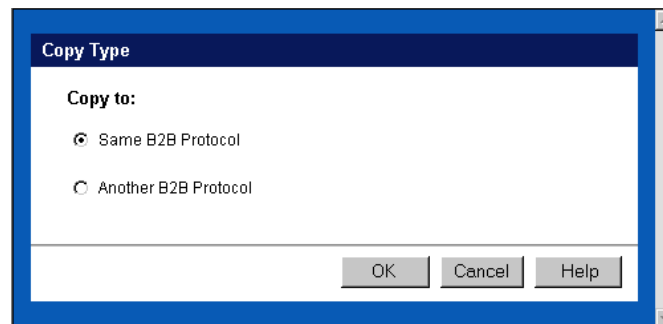 Copy Type
Copy to:
Same B2B Protocol
Another B2B Protocol
OK Cancel Help